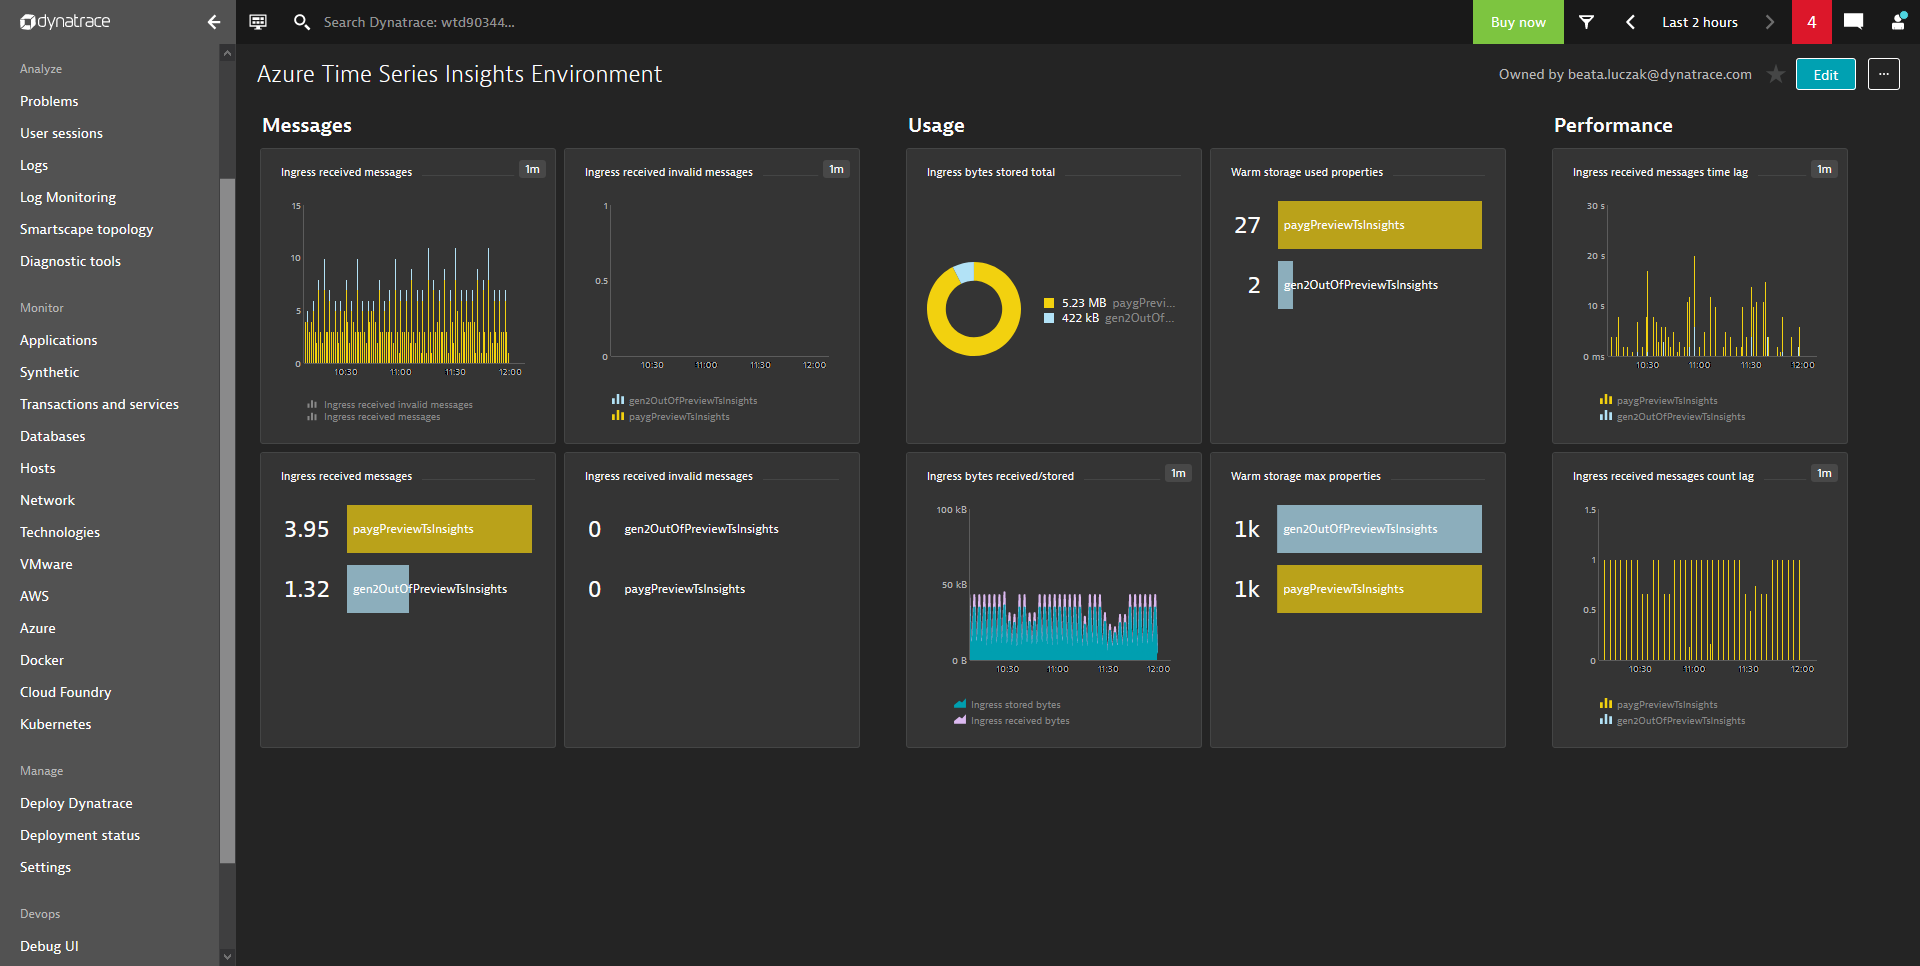 dynatrace
Search Dynatrace: wtd90344...
Buy now
Last 2 hours
4
Analyze
Problems
User sessions
Logs
Log Monitoring
Smartscape topology
Diagnostic tools
Monitor
Applications
Synthetic
Transactions and services
Databases
Hosts
Network
Technologies
VMware
AWS
Azure
Docker
Cloud Foundry
Kubernetes
Manage
Deploy Dynatrace
Deployment status
Settings
Devops
Debug UI
Azure Time Series Insights Environment
Owned by beata.luczak@dynatrace.com
Edit
...
Messages
Ingress received messages
1m
15
10
5
0
10:30 11:00 11:30 12:00
Ingress received invalid messages
Ingress received messages
Ingress received invalid messages
1m
1
0.5
0
10:30 11:00 11:30 12:00
gen2OutOfPreviewTsInsights
paygPreviewTsInsights
Ingress received messages
3.95 paygPreviewTsInsights
1.32 gen2OutOfPreviewTsInsights
Ingress received invalid messages
0 gen2OutOfPreviewTsInsights
0 paygPreviewTsInsights
Usage
Ingress bytes stored total
5.23 MB paygPrevi...
422 kB gen2OutOf...
Warm storage used properties
27 paygPreviewTsInsights
2 gen2OutOfPreviewTsInsights
Ingress bytes received/stored
1m
100 kB
50 kB
0 B
10:30 11:00 11:30 12:00
Ingress stored bytes
Ingress received bytes
Warm storage max properties
1k gen2OutOfPreviewTsInsights
1k paygPreviewTsInsights
Performance
Ingress received messages time lag
1m
30 s
20 s
10 s
0 ms
10:30 11:00 11:30 12:00
paygPreviewTsInsights
gen2OutOfPreviewTsInsights
Ingress received messages count lag
1m
1.5
1
0.5
0
10:30 11:00 11:30 12:00
paygPreviewTsInsights
gen2OutOfPreviewTsInsights